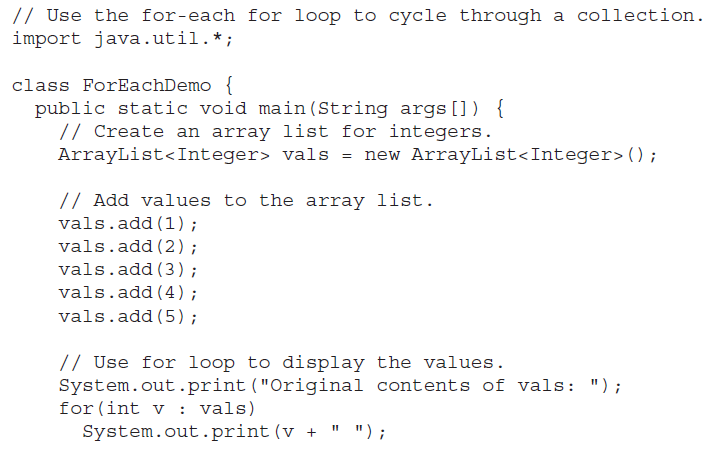 // Use the for-each for loop to cycle through a collection.
import java.util.*;

class ForEachDemo {
  public static void main(String args[]) {
    // Create an array list for integers.
    ArrayList<Integer> vals = new ArrayList<Integer>();

    // Add values to the array list.
    vals.add(1);
    vals.add(2);
    vals.add(3);
    vals.add(4);
    vals.add(5);

    // Use for loop to display the values.
    System.out.print("Original contents of vals: ");
    for(int v : vals)
      System.out.print(v + " ");